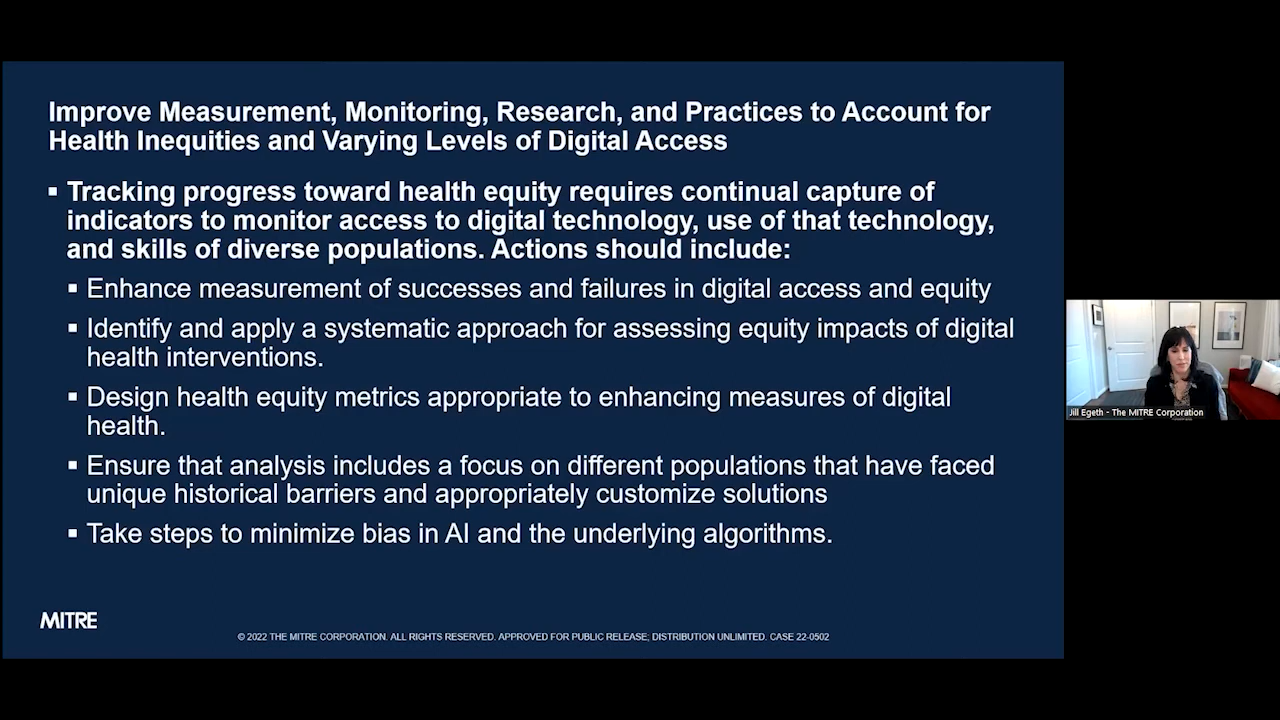 Improve Measurement, Monitoring, Research, and Practices to Account for
Health Inequities and Varying Levels of Digital Access
▪ Tracking progress toward health equity requires continual capture of
indicators to monitor access to digital technology, use of that technology,
and skills of diverse populations. Actions should include:
▪ Enhance measurement of successes and failures in digital access and equity
▪ Identify and apply a systematic approach for assessing equity impacts of digital
health interventions.
▪ Design health equity metrics appropriate to enhancing measures of digital
health.
▪ Ensure that analysis includes a focus on different populations that have faced
unique historical barriers and appropriately customize solutions
▪ Take steps to minimize bias in AI and the underlying algorithms.
MITRE
© 2022 THE MITRE CORPORATION. ALL RIGHTS RESERVED. APPROVED FOR PUBLIC RELEASE; DISTRIBUTION UNLIMITED. CASE 22-0502
Jill Egeth - The MITRE Corporation